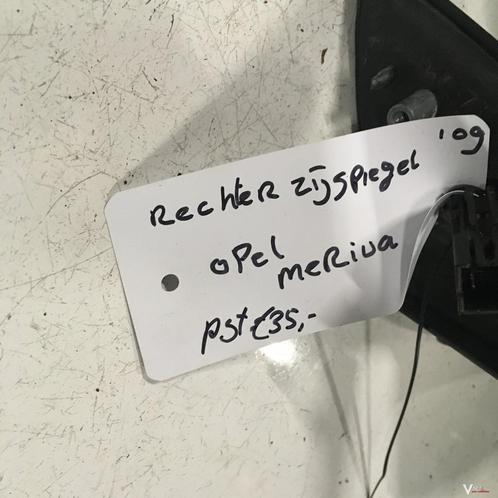 Rechter zijspiegel '09
Opel
Meriva
pst €35,-